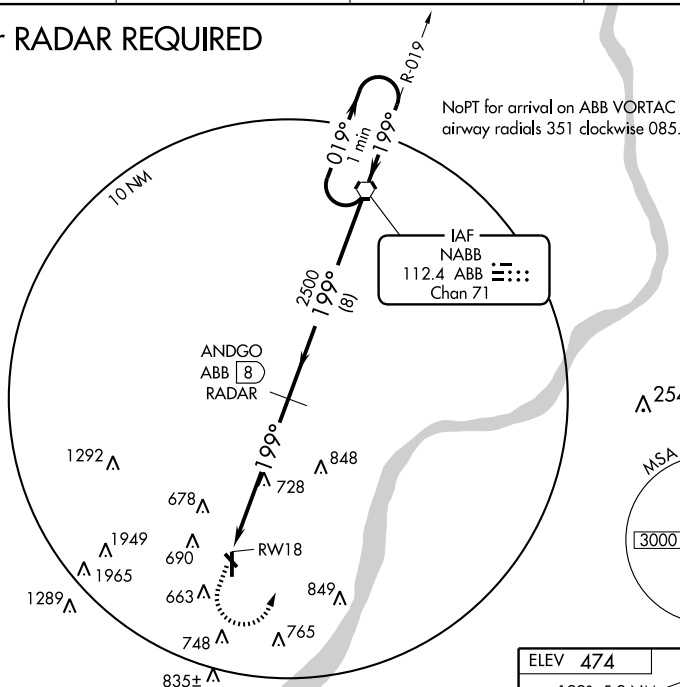 RADAR REQUIRED
R-019
NoPT for arrival on ABB VORTAC
airway radials 351 clockwise 085.
019°
1 min
199°
10 NM
IAF
NABB
112.4 ABB
Chan 71
2500
199°
(8)
ANDGO
ABB 8
RADAR
254
199°
1292
848
728
678
MSA
1949
690
RW18
3000
1965
1289
663
849
748
765
835±
ELEV 474